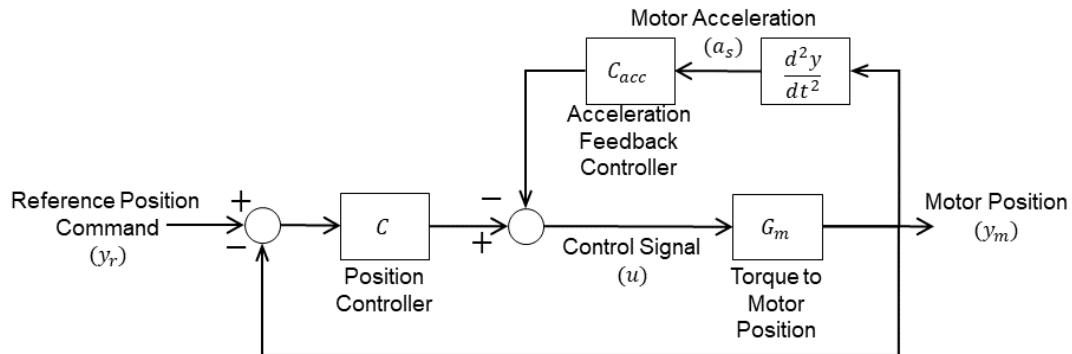 Motor Acceleration
(a_s)
C_acc
d²y
dt²
Acceleration
Feedback
Controller
Reference Position
Command
(y_r)
+
−
C
Position
Controller
−
+
Control Signal
(u)
G_m
Torque to
Motor
Position
Motor Position
(y_m)